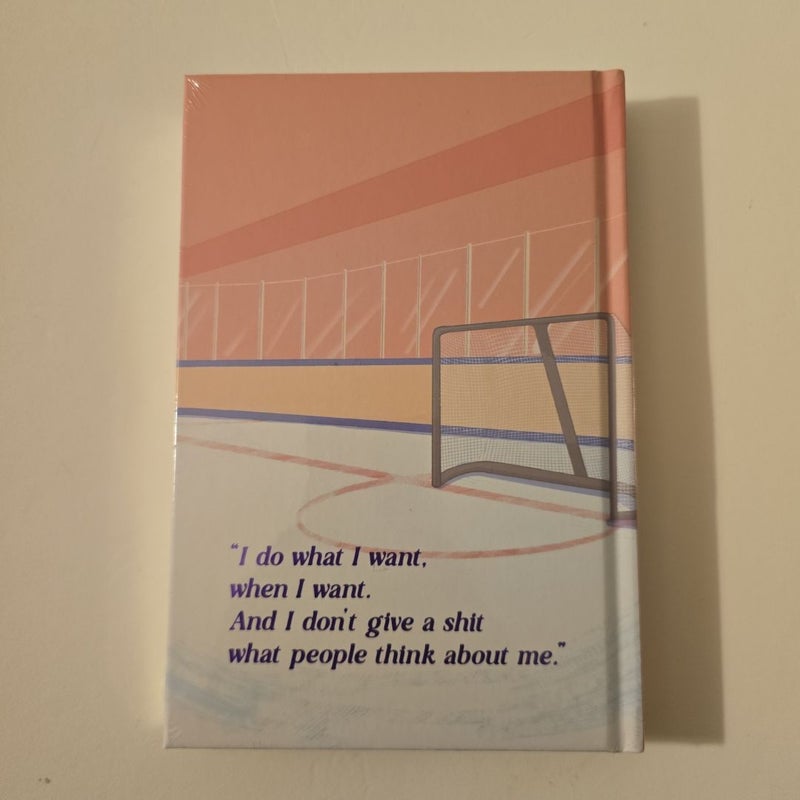 “I do what I want,
when I want.
And I don't give a shit
what people think about me.”